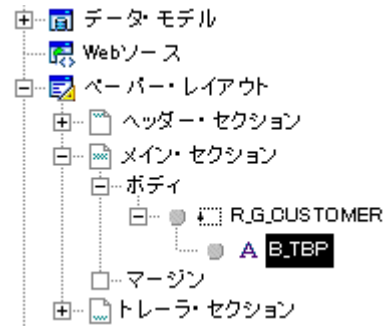 データ・モデル
Webソース
ペーパー・レイアウト
ヘッダー・セクション
メイン・セクション
ボディ
R_G_CUSTOMER
A B_TBP
マージン
トレーラ・セクション